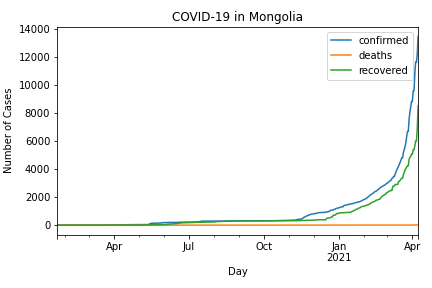 COVID-19 in Mongolia
14000
12000
10000
8000
6000
4000
2000
0
Number of Cases
confirmed
deaths
recovered
Apr
Jul
Oct
Jan
2021
Apr
Day